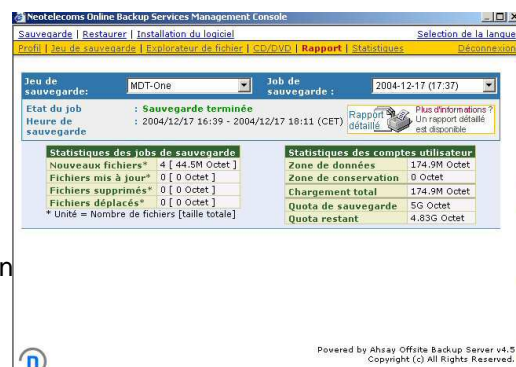 Neotelecoms Online Backup Services Management Console
Sauvegarde | Restaurer | Installation du logiciel Selection de la langue
Profil | Jeu de sauvegarde | Explorateur de fichier | CD/DVD | Rapport | Statistiques Déconnexion
Jeu de sauvegarde: MDT-One Job de sauvegarde : 2004-12-17 (17:37)
Etat du job : Sauvegarde terminée
Heure de sauvegarde : 2004/12/17 16:39 - 2004/12/17 18:11 (CET)
Rapport détaillé
Plus d'informations ?
Un rapport détaillé
est disponible
Statistiques des jobs de sauvegarde
Nouveaux fichiers* 4 [ 44.5M Octet ]
Fichiers mis à jour* 0 [ 0 Octet ]
Fichiers supprimés* 0 [ 0 Octet ]
Fichiers déplacés* 0 [ 0 Octet ]
* Unité = Nombre de fichiers [taille totale]
Statistiques des comptes utilisateur
Zone de données 174.9M Octet
Zone de conservation 0 Octet
Chargement total 174.9M Octet
Quota de sauvegarde 5G Octet
Quota restant 4.83G Octet
n
Powered by Ahsay Offsite Backup Server v4.5
Copyright (c) All Rights Reserved.
n